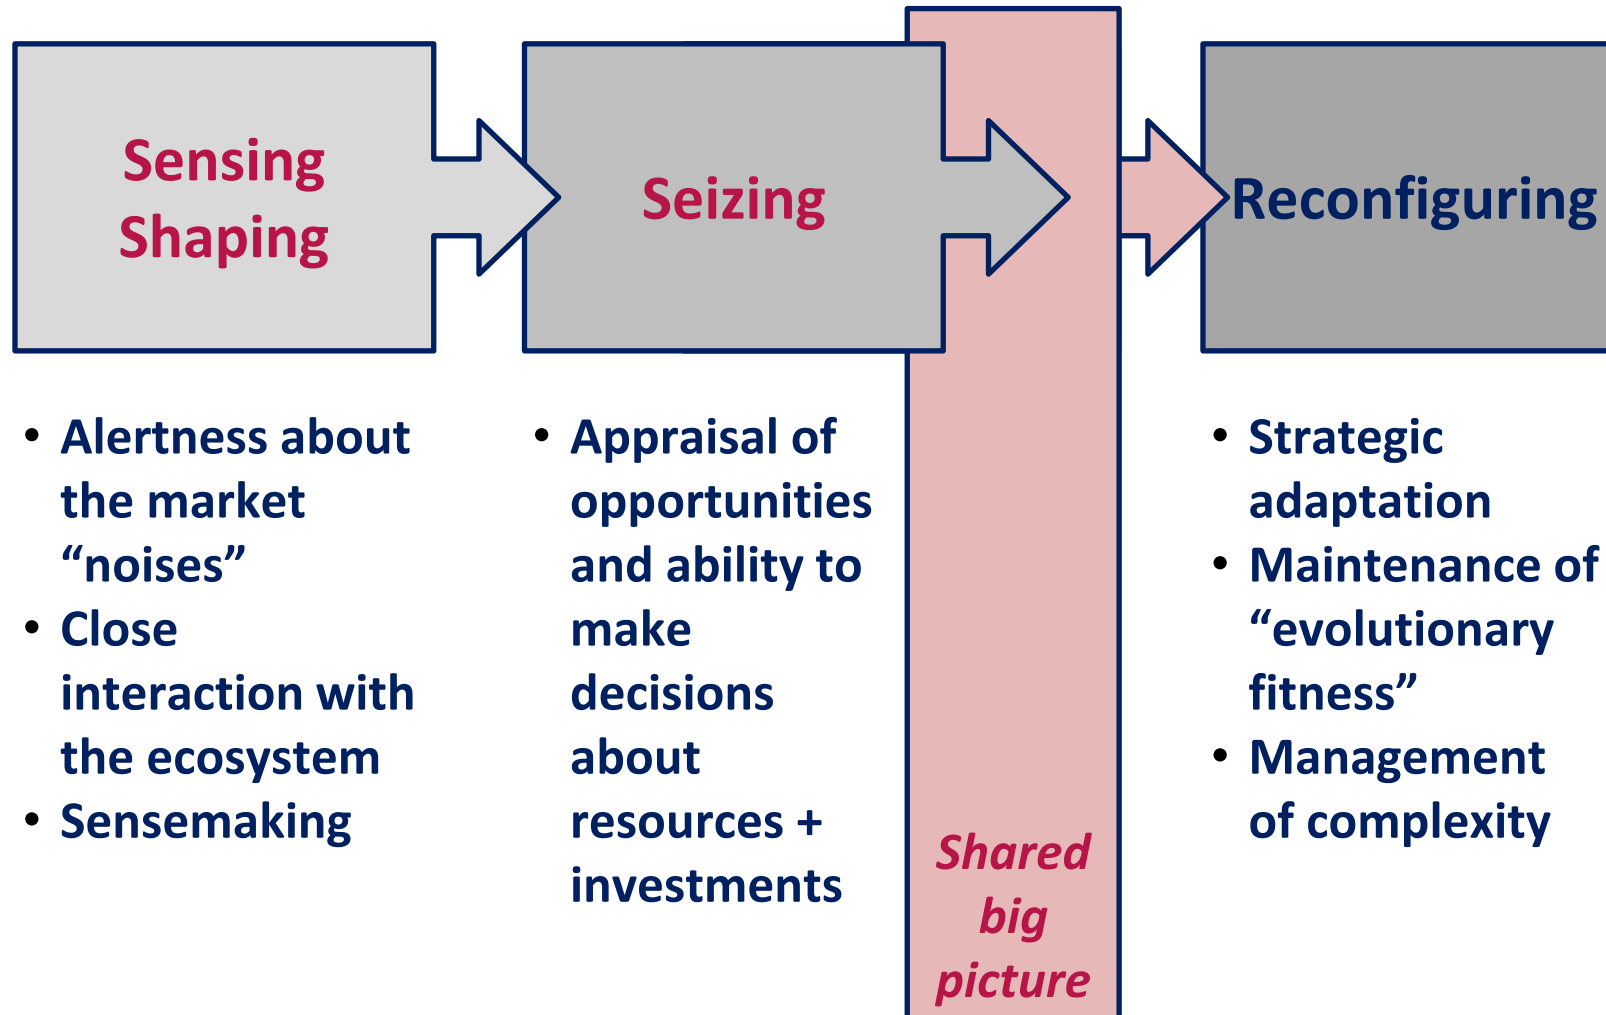 Sensing
Shaping
Seizing
Reconfiguring
• Alertness about
the market
“noises”
• Close
interaction with
the ecosystem
• Sensemaking
• Appraisal of
opportunities
and ability to
make
decisions
about
resources +
investments
Shared
big
picture
• Strategic
adaptation
• Maintenance of
“evolutionary
fitness”
• Management
of complexity